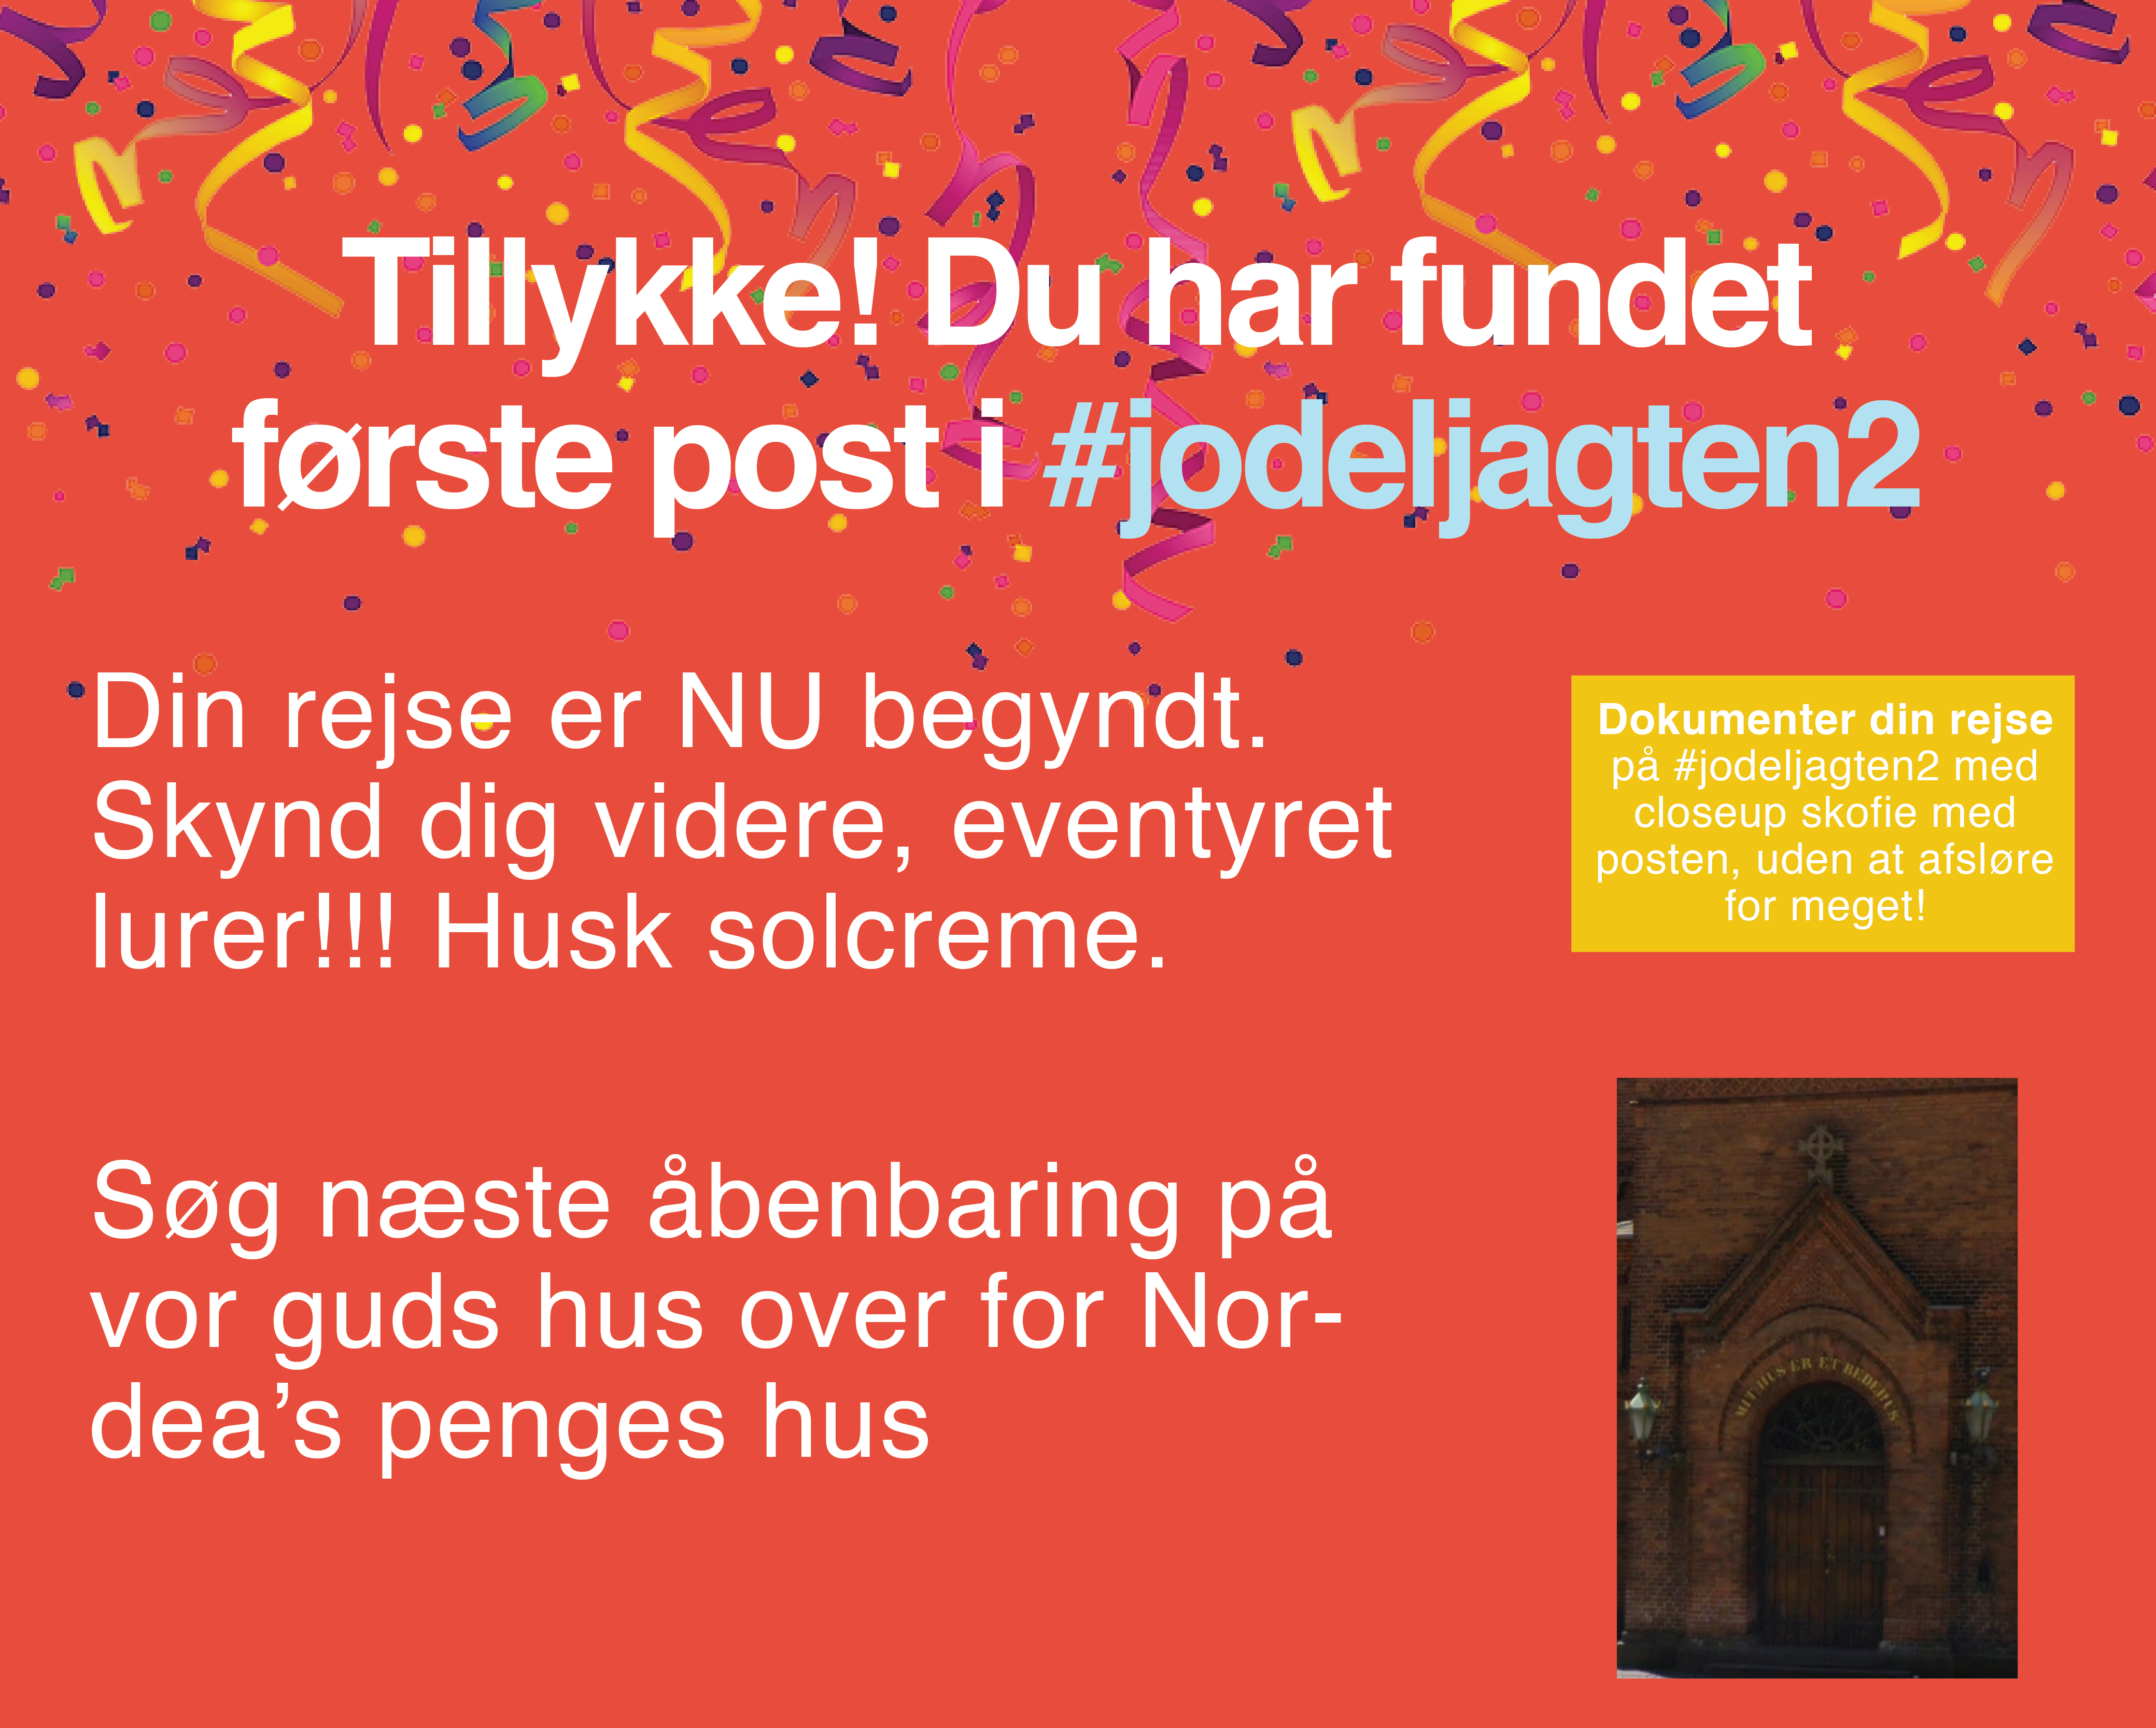 Tillykke! Du har fundet
første post i #jodeljagten2
Din rejse er NU begyndt.
Skynd dig videre, eventyret
lurer!!! Husk solcreme.
Dokumenter din rejse
på #jodeljagten2 med
closeup skofie med
posten, uden at afsløre
for meget!
Søg næste åbenbaring på
vor guds hus over for Nor-
dea’s penges hus
MIT HUS ER ET BEDEHUS